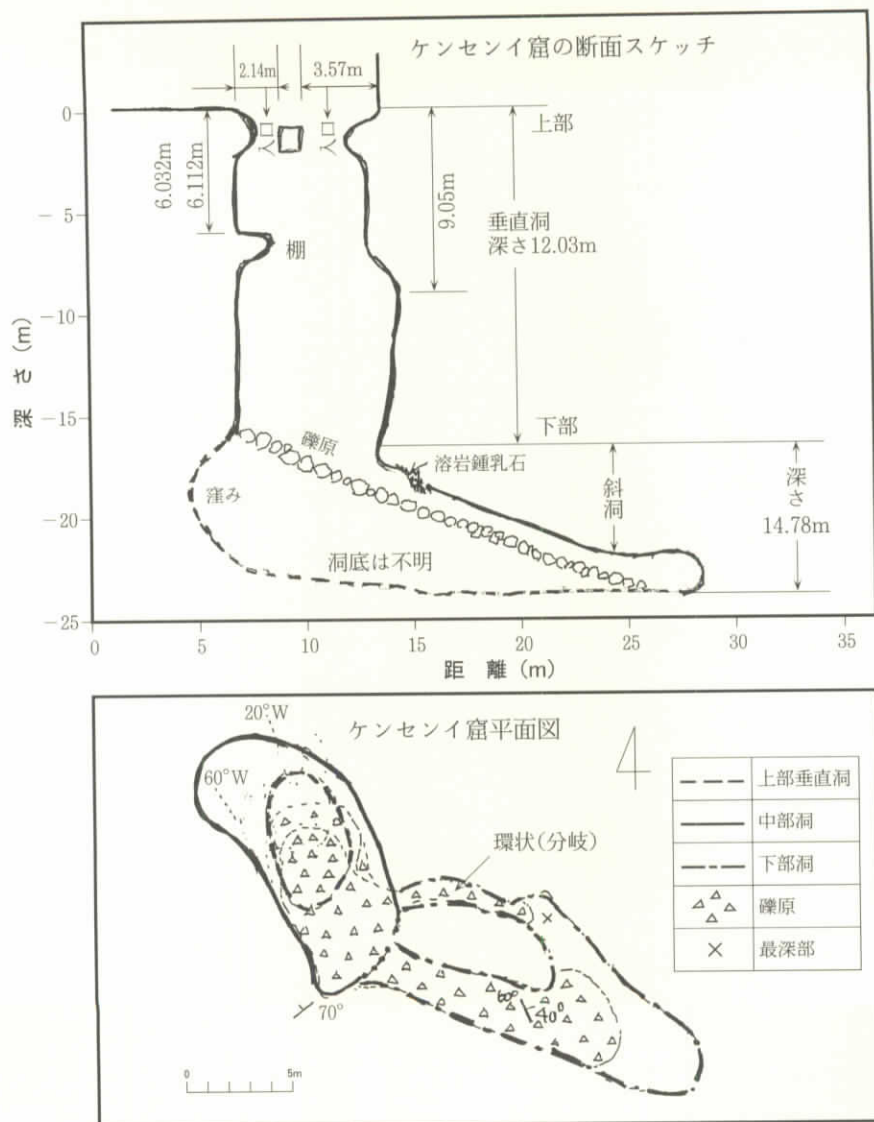 ケンセンイ窟の断面スケッチ
2.14m
3.57m
0
-5
-10
-15
-20
-25
深さ(m)
ロ入
ロ入
上部
6.032m
6.112m
9.05m
垂直洞
深さ12.03m
棚
下部
礫原
溶岩鍾乳石
窪み
斜洞
深さ
14.78m
洞底は不明
0
5
10
15
20
25
30
35
距離(m)
ケンセンイ窟平面図
20°W
60°W
4
環状(分岐)
上部垂直洞
中部洞
下部洞
礫原
× 最深部
×
60°
40°
70°
0
5m